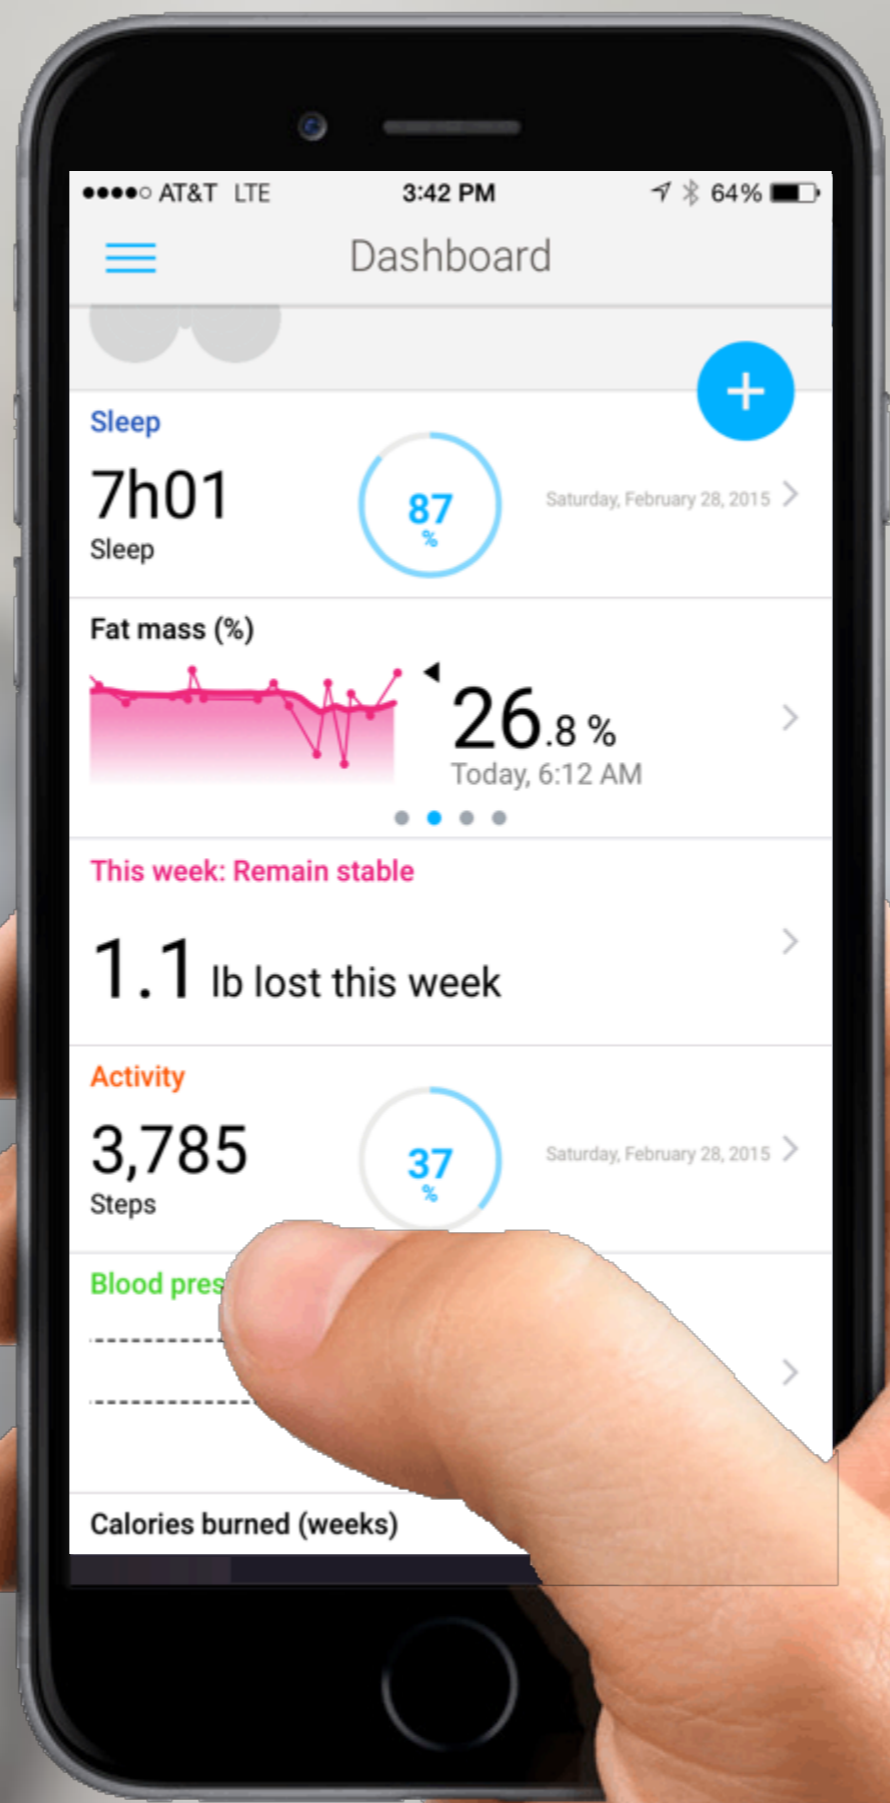 AT&T LTE 3:42 PM 64%
Dashboard
+
Sleep
7h01
Sleep
87
%
Saturday, February 28, 2015
Fat mass (%)
26.8 %
Today, 6:12 AM
This week: Remain stable
1.1 lb lost this week
Activity
3,785
Steps
37
%
Saturday, February 28, 2015
Blood pres
Calories burned (weeks)